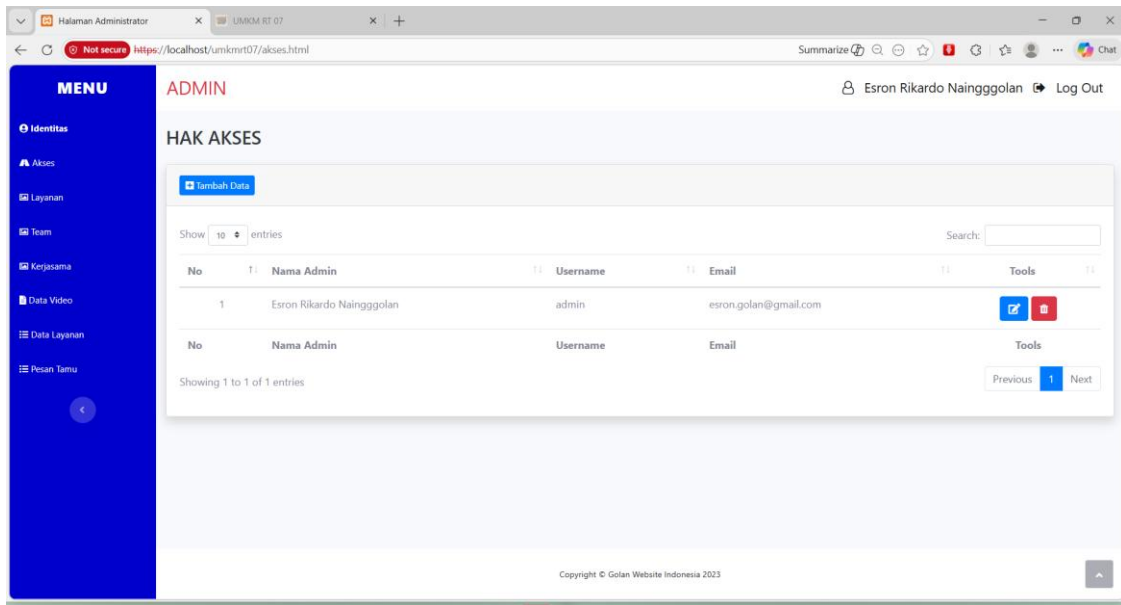 Halaman Administrator
UMKM RT 07
Not secure https://localhost/umkmrt07/akses.html
Summarize
Chat
MENU
ADMIN
Esron Rikardo Naingggolan
Log Out
Identitas
Akses
Layanan
Team
Kerjasama
Data Video
Data Layanan
Pesan Tamu
HAK AKSES
Tambah Data
Show 10 entries
Search:
No Nama Admin Username Email Tools
1 Esron Rikardo Naingggolan admin esron.golan@gmail.com
No Nama Admin Username Email Tools
Showing 1 to 1 of 1 entries
Previous 1 Next
Copyright © Golan Website Indonesia 2023